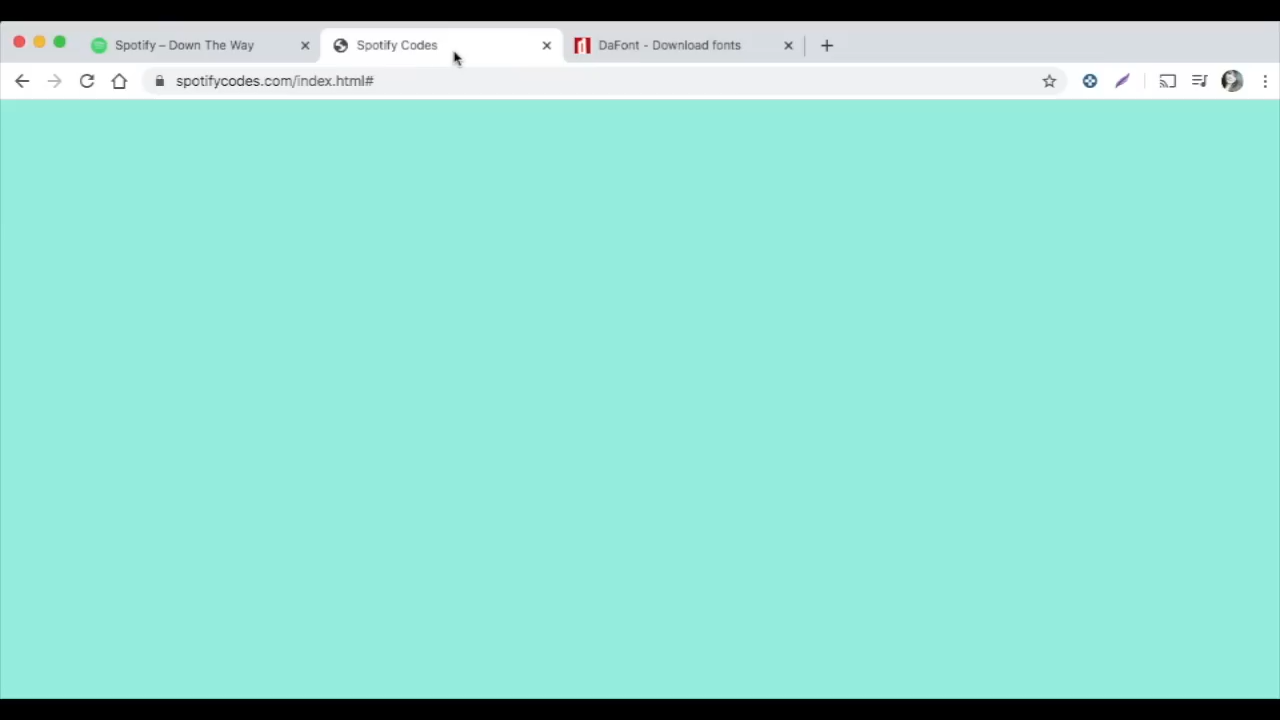 Spotify – Down The Way
Spotify Codes
DaFont - Download fonts
spotifycodes.com/index.html#